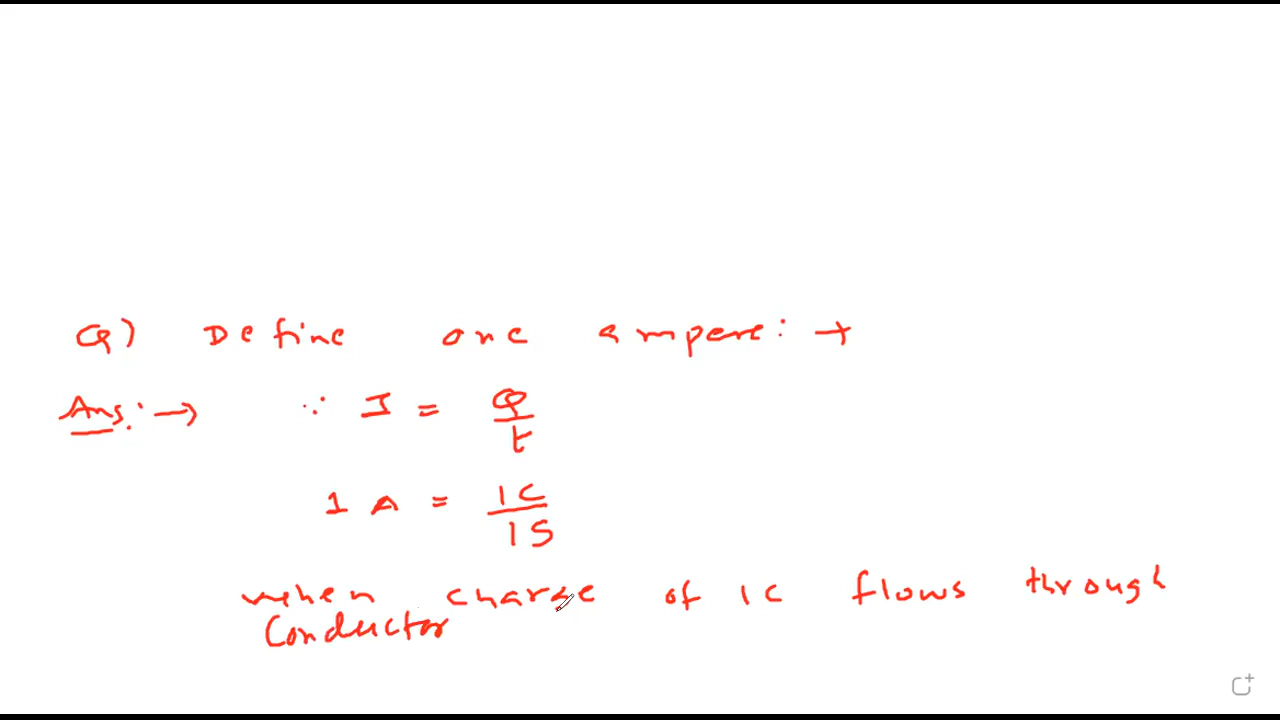 Q) Define one ampere: →
Ans: → ∵ I = Q/t
1 A = 1C/1S
when charge of 1C flows through
Conductor